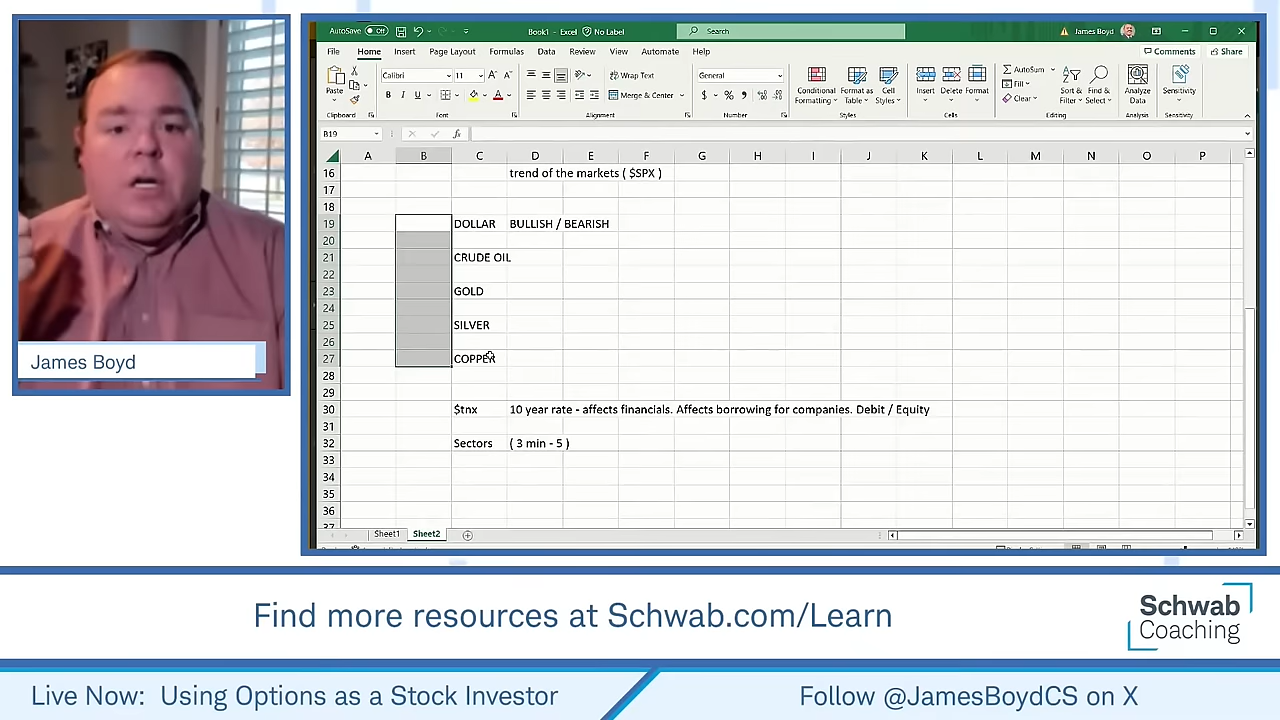 AutoSave Off Book1 - Excel No Label Search James Boyd
File Home Insert Page Layout Formulas Data Review View Automate Help Comments Share
Paste Calibri 11 Wrap Text General Conditional Formatting Format as Table Cell Styles Insert Delete Format AutoSum Fill Clear Sort & Filter Find & Select Analyze Data Sensitivity
B I U Merge & Center $ %
Clipboard Font Alignment Number Styles Cells Editing Analysis Sensitivity
B19 fx
A B C D E F G H J K L M N O P
16 trend of the markets ( $SPX )
17
18
19 DOLLAR BULLISH / BEARISH
20
21 CRUDE OIL
22
23 GOLD
24
25 SILVER
26
27 COPPER
28
29
30 $tnx 10 year rate - affects financials. Affects borrowing for companies. Debit / Equity
31
32 Sectors ( 3 min - 5 )
33
34
35
36
37
Sheet1 Sheet2
James Boyd
Find more resources at Schwab.com/Learn
Schwab
Coaching
Live Now: Using Options as a Stock Investor
Follow @JamesBoydCS on X